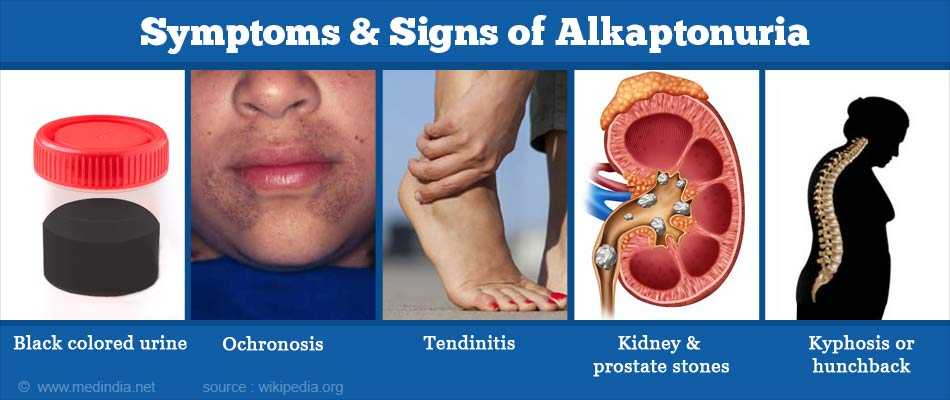 Symptoms & Signs of Alkaptonuria
Black colored urine
Ochronosis
Tendinitis
Kidney &
prostate stones
Kyphosis or
hunchback
© www.medindia.net
source : wikipedia.org